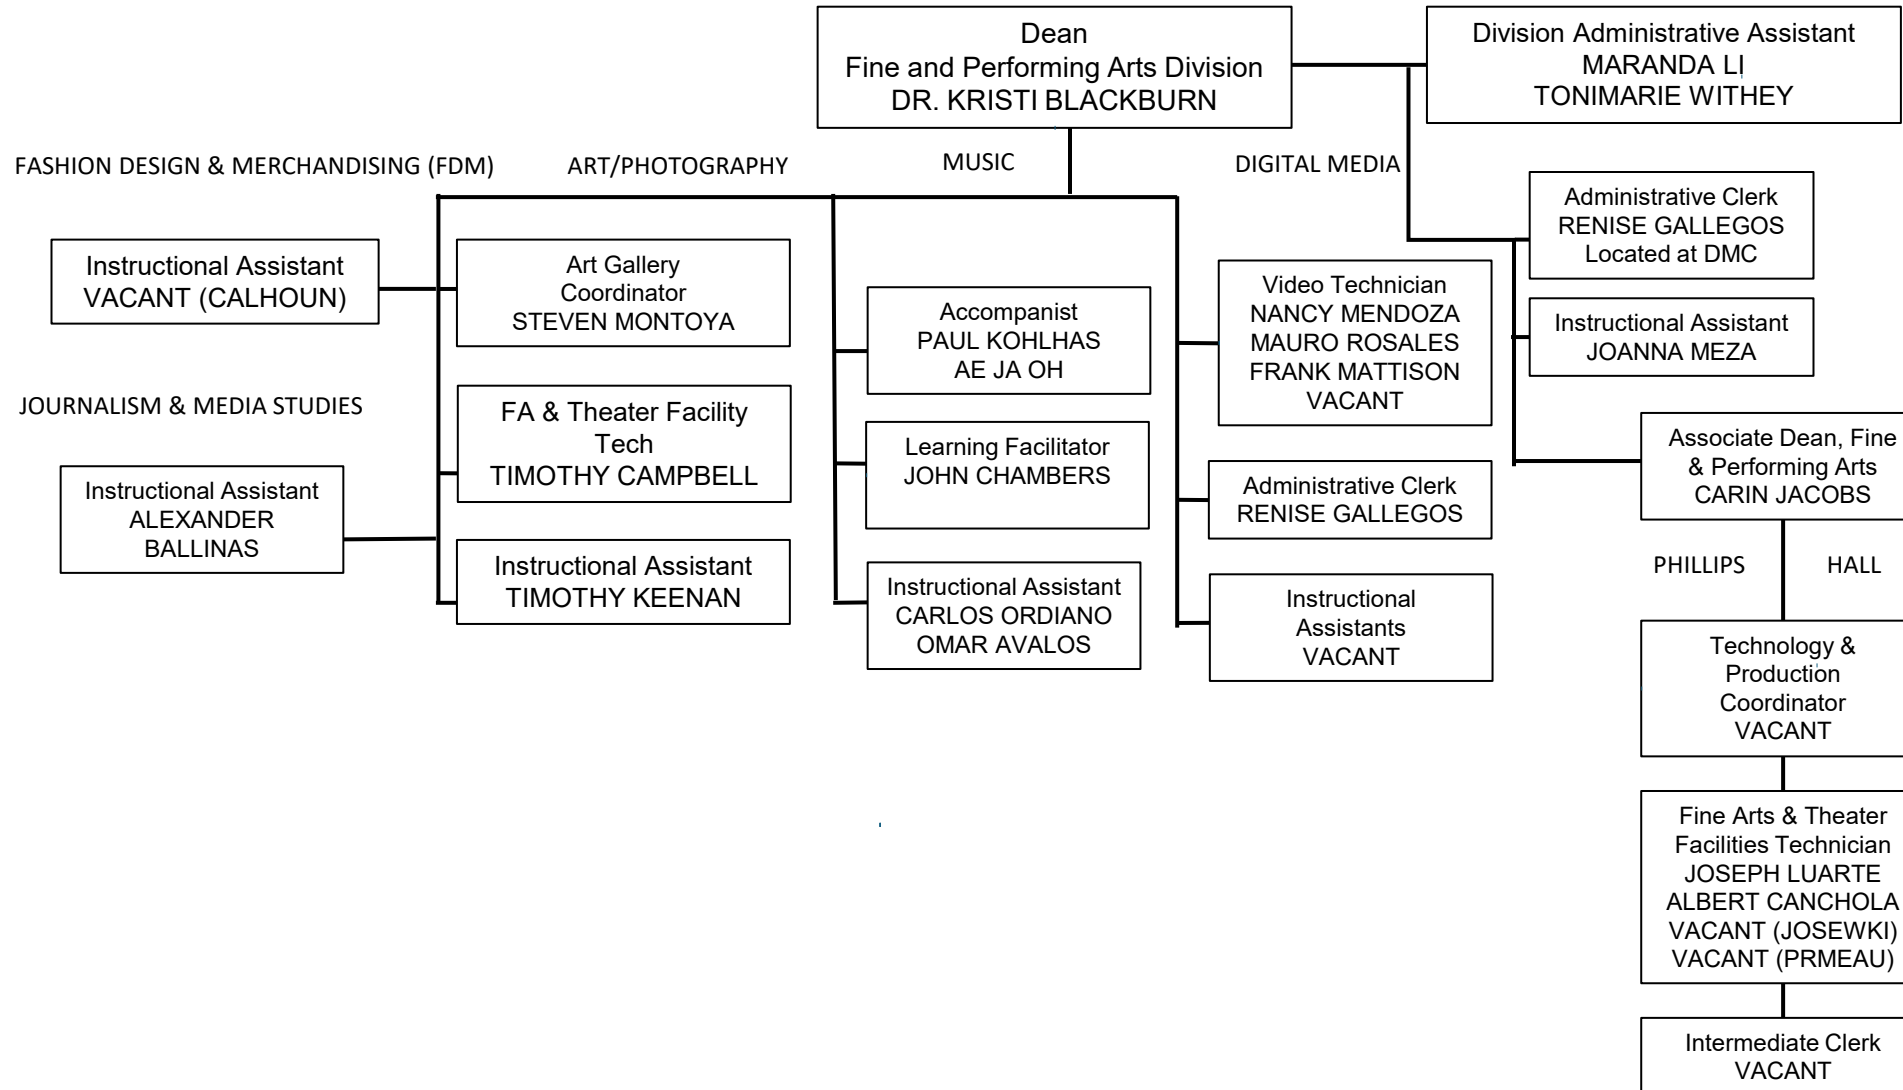 Dean
Fine and Performing Arts Division
DR. KRISTI BLACKBURN
Division Administrative Assistant
MARANDA LI
TONIMARIE WITHEY
FASHION DESIGN & MERCHANDISING (FDM)
ART/PHOTOGRAPHY
MUSIC
DIGITAL MEDIA
Instructional Assistant
VACANT (CALHOUN)
JOURNALISM & MEDIA STUDIES
Instructional Assistant
ALEXANDER
BALLINAS
Art Gallery
Coordinator
STEVEN MONTOYA
FA & Theater Facility
Tech
TIMOTHY CAMPBELL
Instructional Assistant
TIMOTHY KEENAN
Accompanist
PAUL KOHLHAS
AE JA OH
Learning Facilitator
JOHN CHAMBERS
Instructional Assistant
CARLOS ORDIANO
OMAR AVALOS
Video Technician
NANCY MENDOZA
MAURO ROSALES
FRANK MATTISON
VACANT
Administrative Clerk
RENISE GALLEGOS
Instructional
Assistants
VACANT
Administrative Clerk
RENISE GALLEGOS
Located at DMC
Instructional Assistant
JOANNA MEZA
Associate Dean, Fine
& Performing Arts
CARIN JACOBS
PHILLIPS HALL
Technology &
Production
Coordinator
VACANT
Fine Arts & Theater
Facilities Technician
JOSEPH LUARTE
ALBERT CANCHOLA
VACANT (JOSEWKI)
VACANT (PRMEAU)
Intermediate Clerk
VACANT